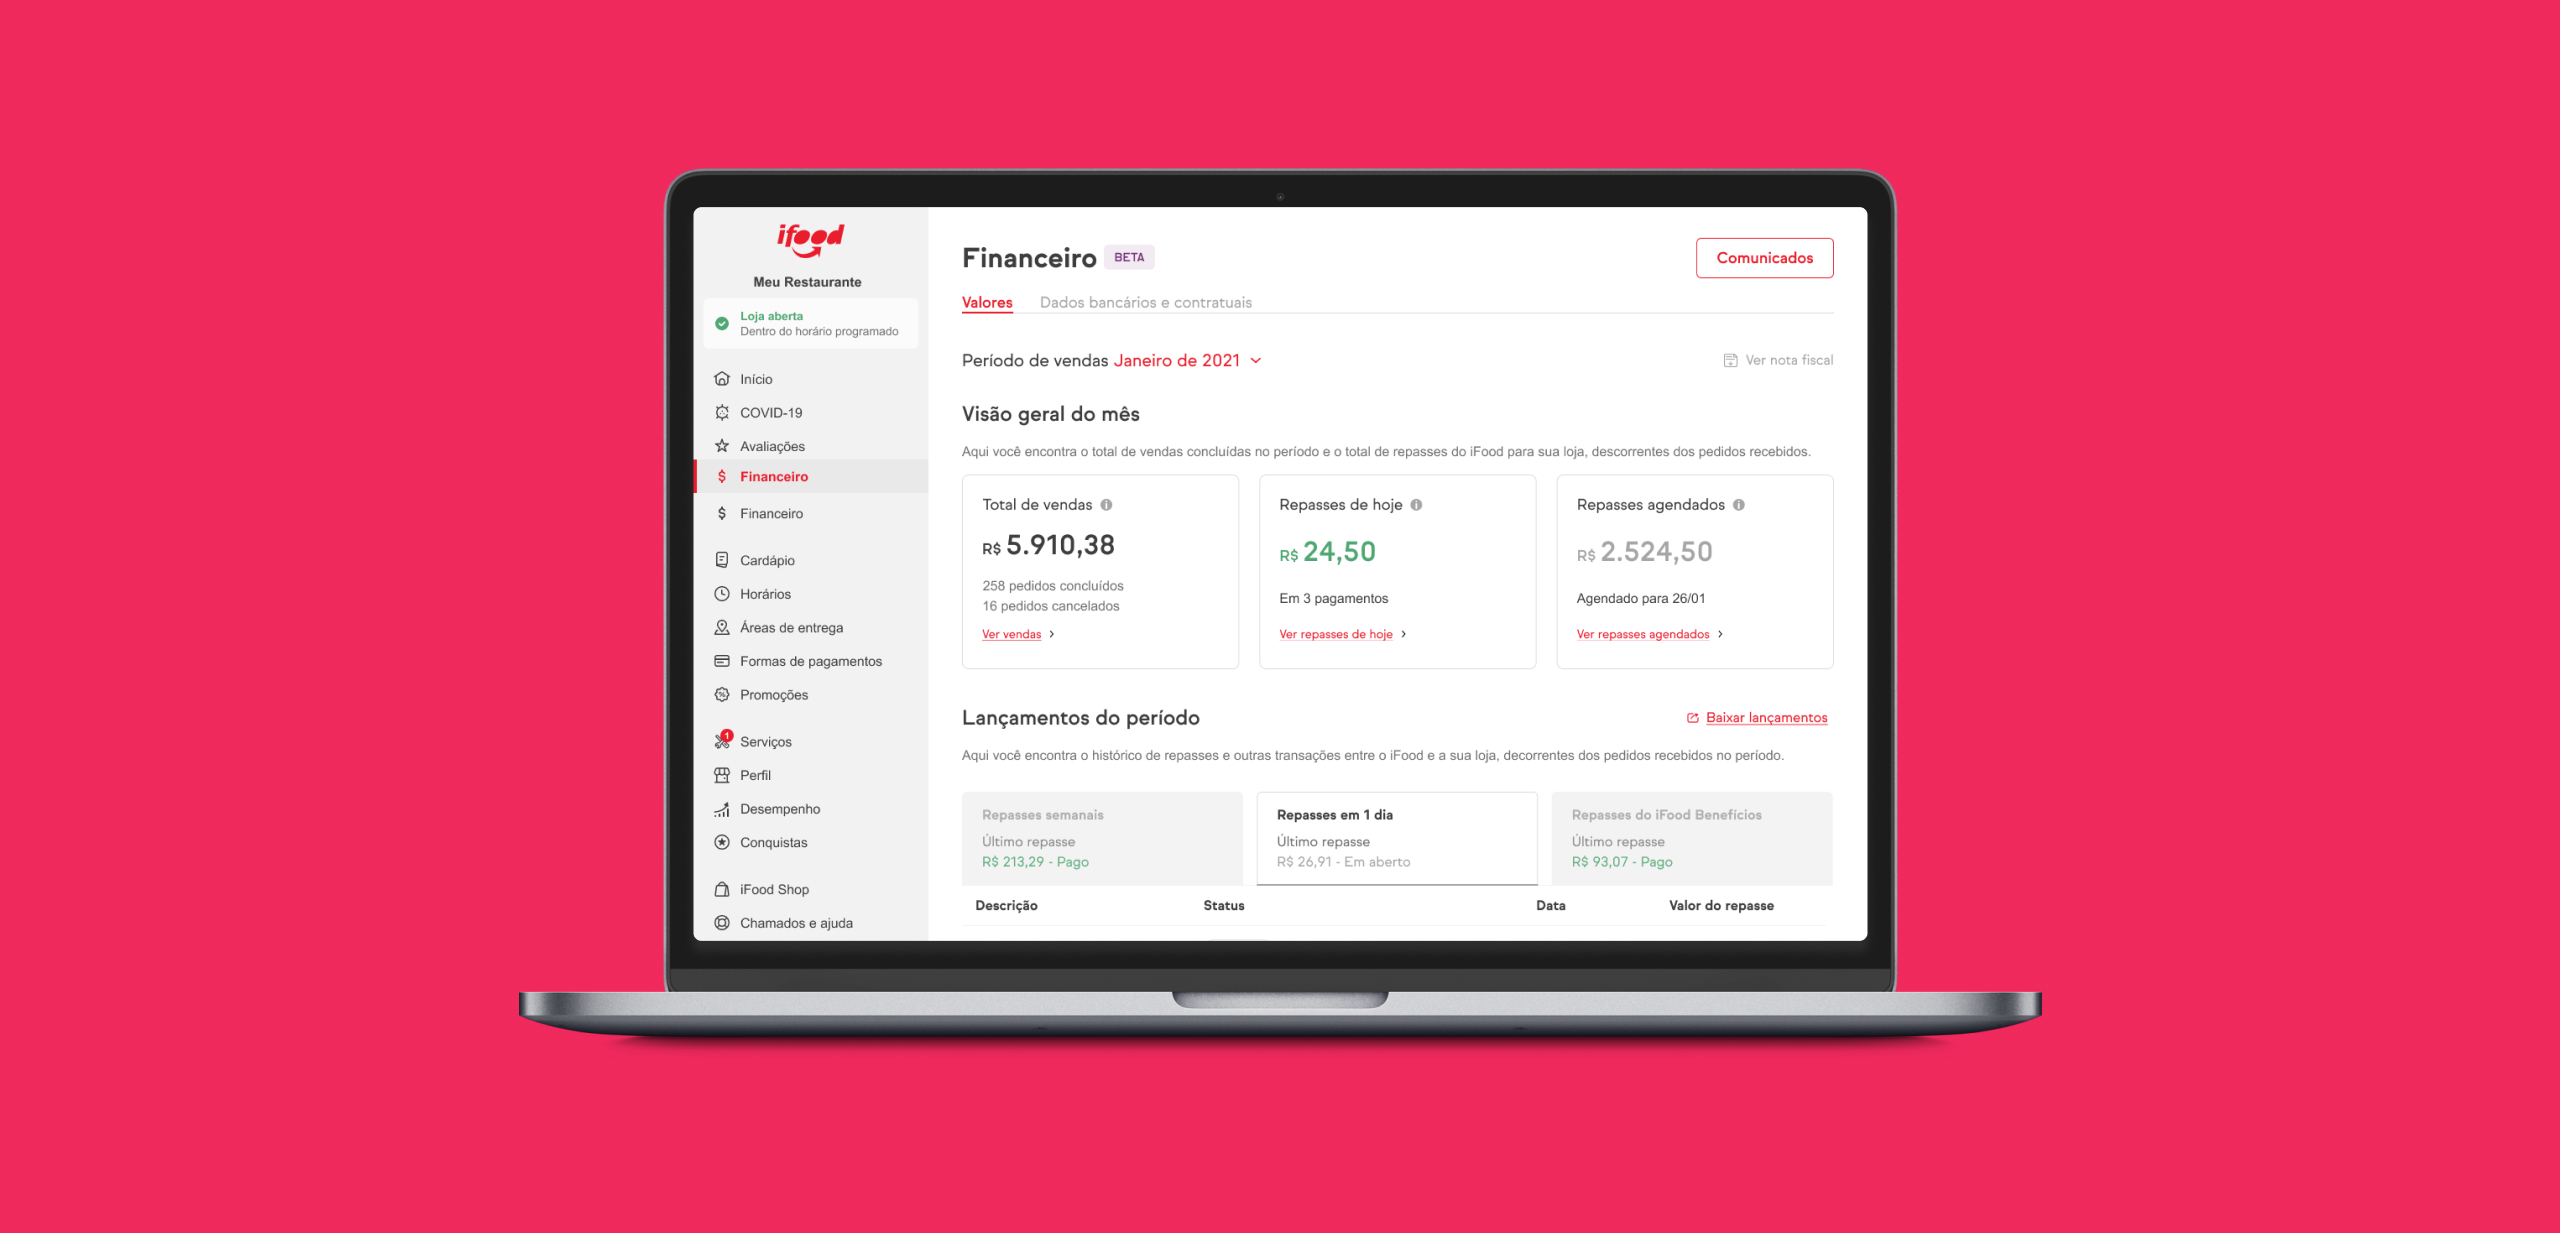 ifood
Meu Restaurante
Loja aberta
Dentro do horário programado
Início
COVID-19
Avaliações
Financeiro
Financeiro
Cardápio
Horários
Áreas de entrega
Formas de pagamentos
Promoções
1
Serviços
Perfil
Desempenho
Conquistas
iFood Shop
Chamados e ajuda
Financeiro BETA
Comunicados
Valores Dados bancários e contratuais
Período de vendas Janeiro de 2021
Ver nota fiscal
Visão geral do mês
Aqui você encontra o total de vendas concluídas no período e o total de repasses do iFood para sua loja, descorrentes dos pedidos recebidos.
Total de vendas
R$ 5.910,38
258 pedidos concluídos
16 pedidos cancelados
Ver vendas
Repasses de hoje
R$ 24,50
Em 3 pagamentos
Ver repasses de hoje
Repasses agendados
R$ 2.524,50
Agendado para 26/01
Ver repasses agendados
Lançamentos do período
Baixar lançamentos
Aqui você encontra o histórico de repasses e outras transações entre o iFood e a sua loja, decorrentes dos pedidos recebidos no período.
Repasses semanais
Último repasse
R$ 213,29 - Pago
Repasses em 1 dia
Último repasse
R$ 26,91 - Em aberto
Repasses do iFood Benefícios
Último repasse
R$ 93,07 - Pago
Descrição Status Data Valor do repasse